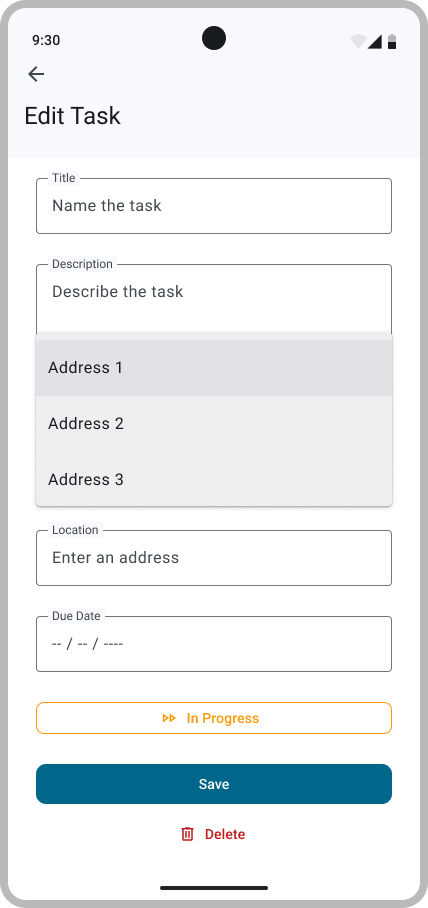 9:30
Edit Task
Title
Name the task
Description
Describe the task
Address 1
Address 2
Address 3
Location
Enter an address
Due Date
-- / -- / ----
In Progress
Save
Delete